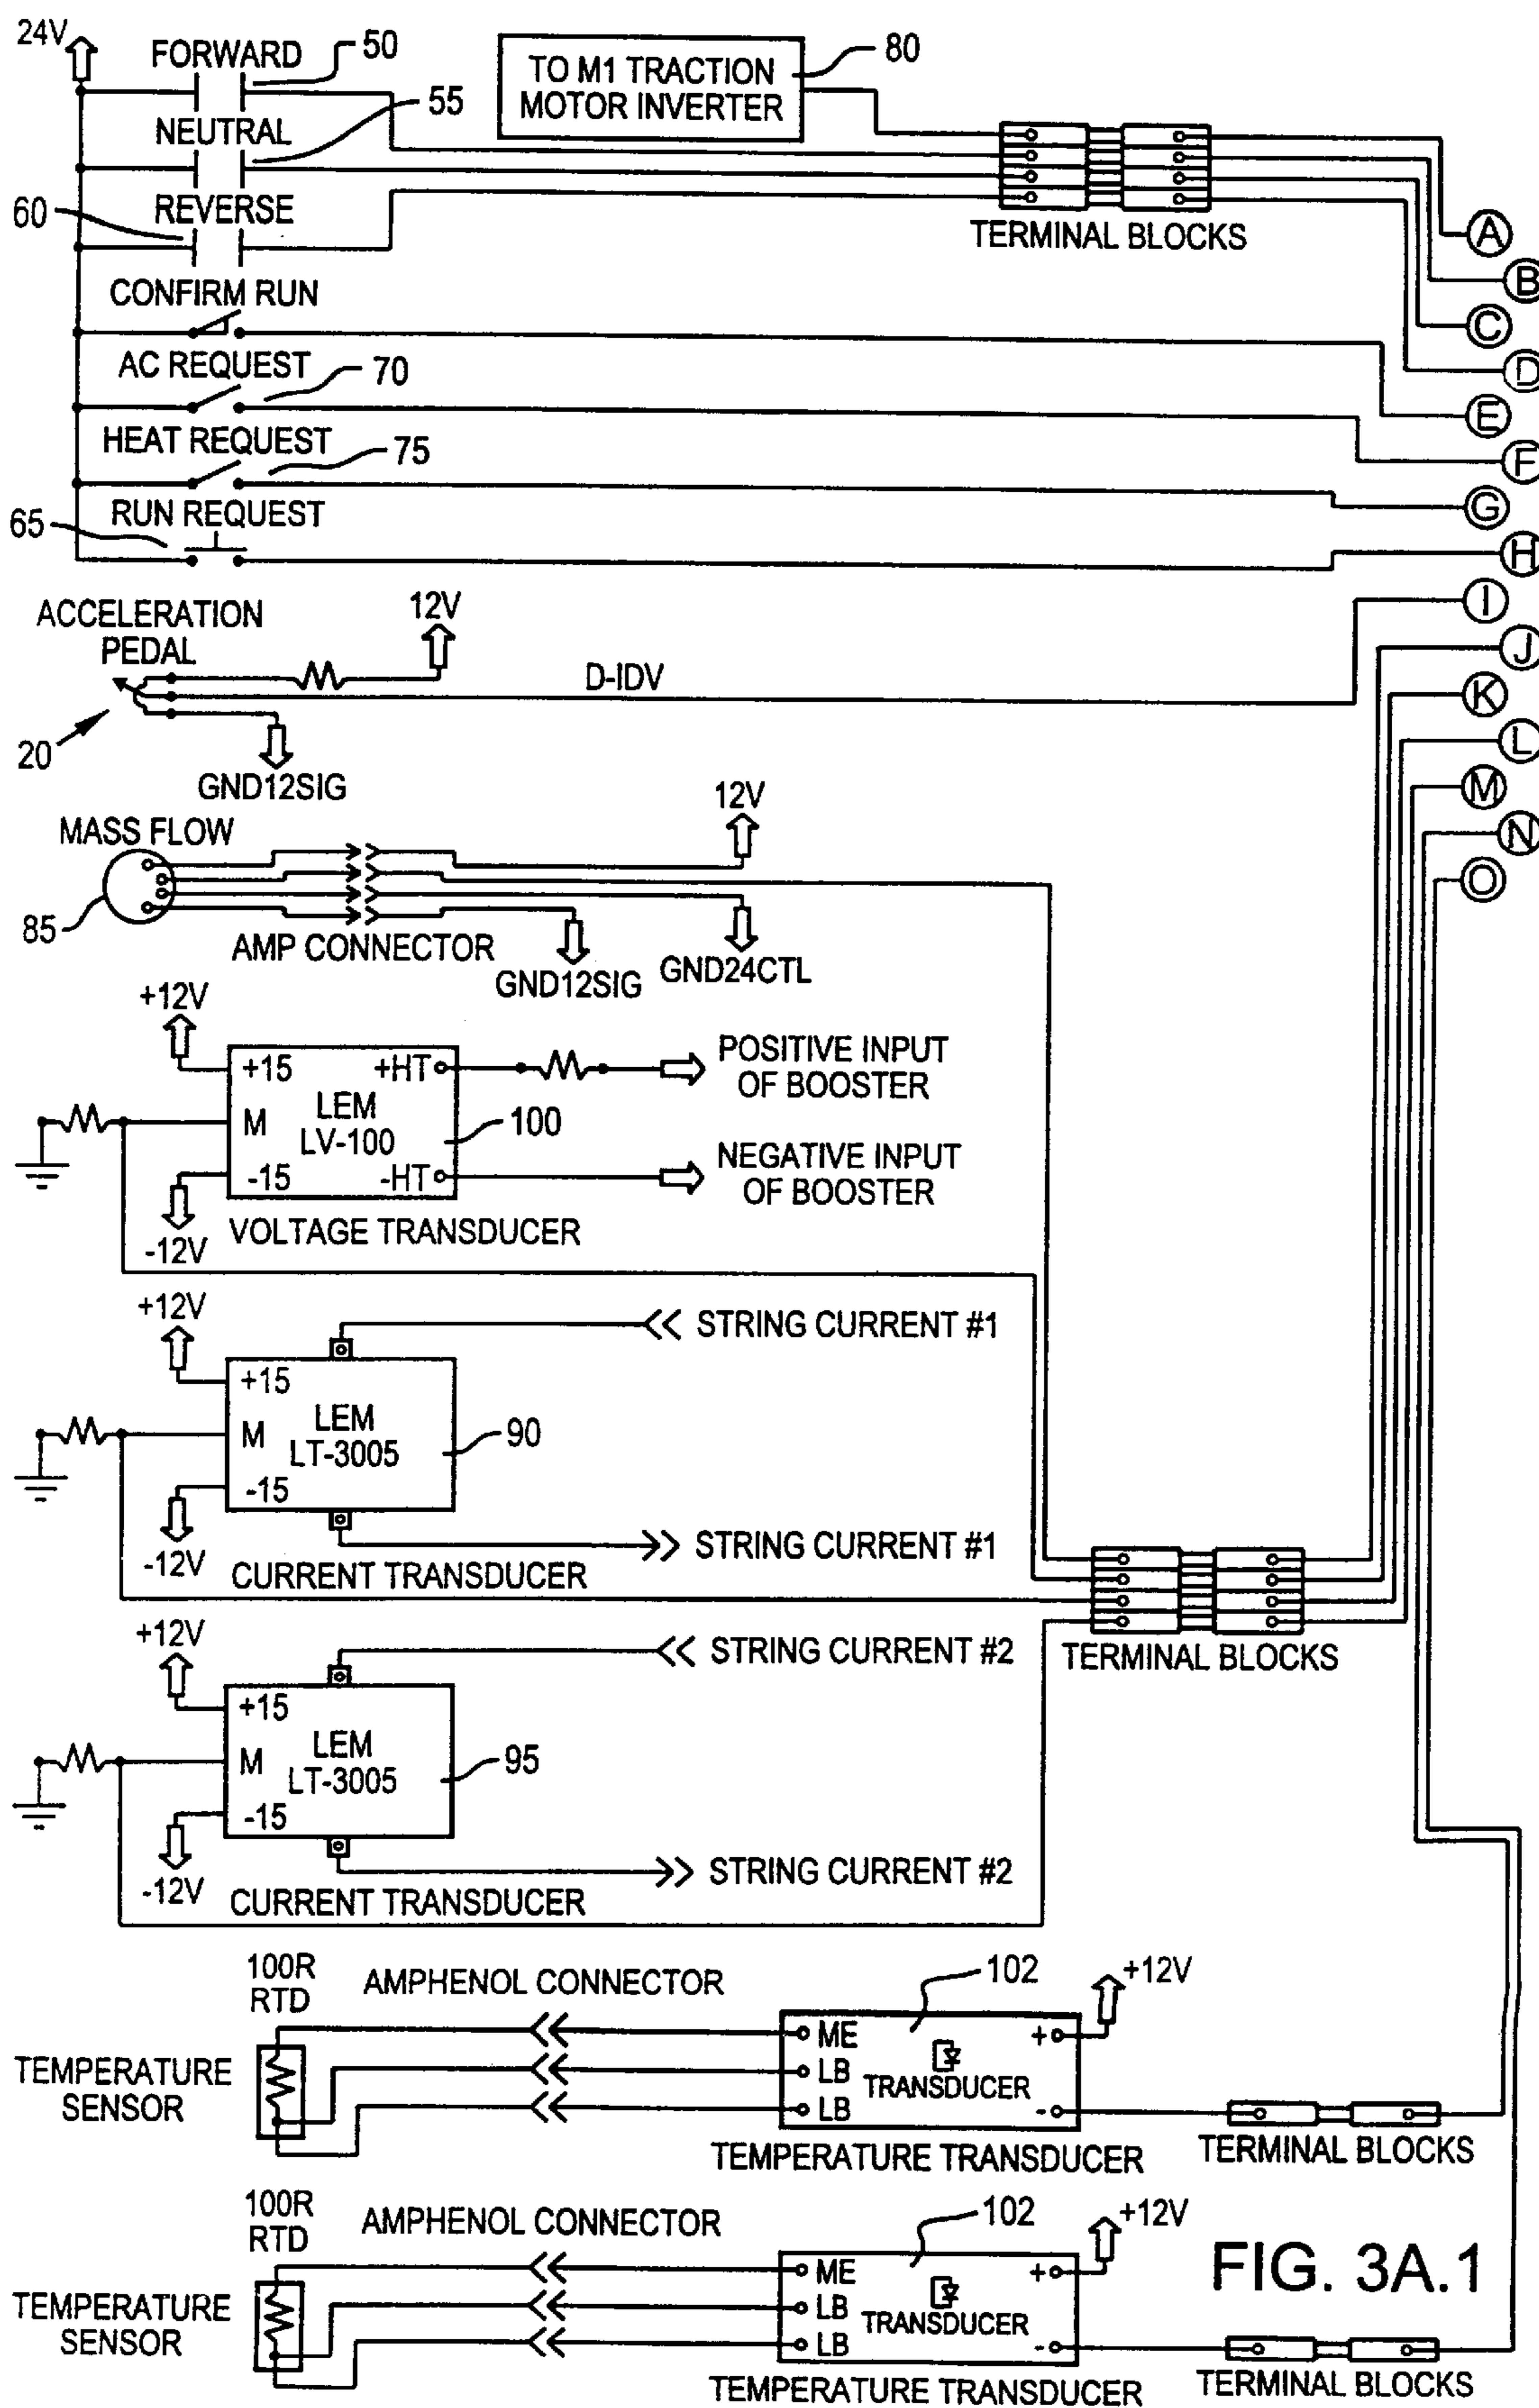 24V
FORWARD
50
TO M1 TRACTION
MOTOR INVERTER
80
55
NEUTRAL
60
REVERSE
TERMINAL BLOCKS
A
B
C
D
E
F
G
H
I
J
K
L
M
N
O
CONFIRM RUN
AC REQUEST
70
HEAT REQUEST
75
65
RUN REQUEST
ACCELERATION
PEDAL
12V
D-IDV
20
GND12SIG
MASS FLOW
12V
85
AMP CONNECTOR
GND12SIG
GND24CTL
+12V
+15
+HT
M
LEM
LV-100
100
-15
-HT
-12V
POSITIVE INPUT
OF BOOSTER
NEGATIVE INPUT
OF BOOSTER
VOLTAGE TRANSDUCER
+12V
STRING CURRENT #1
+15
M
LEM
LT-3005
90
-15
-12V
STRING CURRENT #1
CURRENT TRANSDUCER
TERMINAL BLOCKS
+12V
STRING CURRENT #2
+15
M
LEM
LT-3005
95
-15
-12V
STRING CURRENT #2
CURRENT TRANSDUCER
100R
RTD
AMPHENOL CONNECTOR
102
+12V
TEMPERATURE
SENSOR
ME
LB
LB
TRANSDUCER
+
-
TEMPERATURE TRANSDUCER
TERMINAL BLOCKS
100R
RTD
AMPHENOL CONNECTOR
102
+12V
TEMPERATURE
SENSOR
ME
LB
LB
TRANSDUCER
+
-
TEMPERATURE TRANSDUCER
TERMINAL BLOCKS
FIG. 3A.1